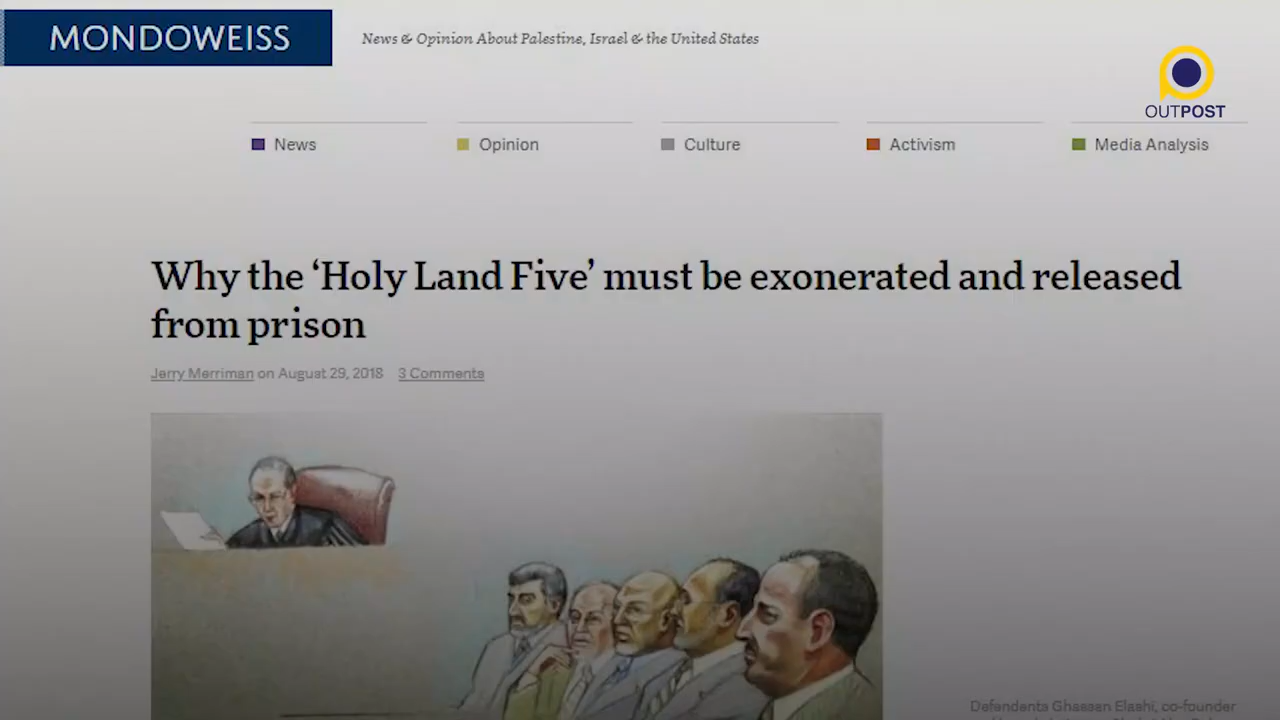 MONDOWEISS
News & Opinion About Palestine, Israel & the United States
OUTPOST
News
Opinion
Culture
Activism
Media Analysis
Why the ‘Holy Land Five’ must be exonerated and released
from prison
Jerry Merriman on August 29, 2018 3 Comments
Defendants Ghassan Elashi, co-founder